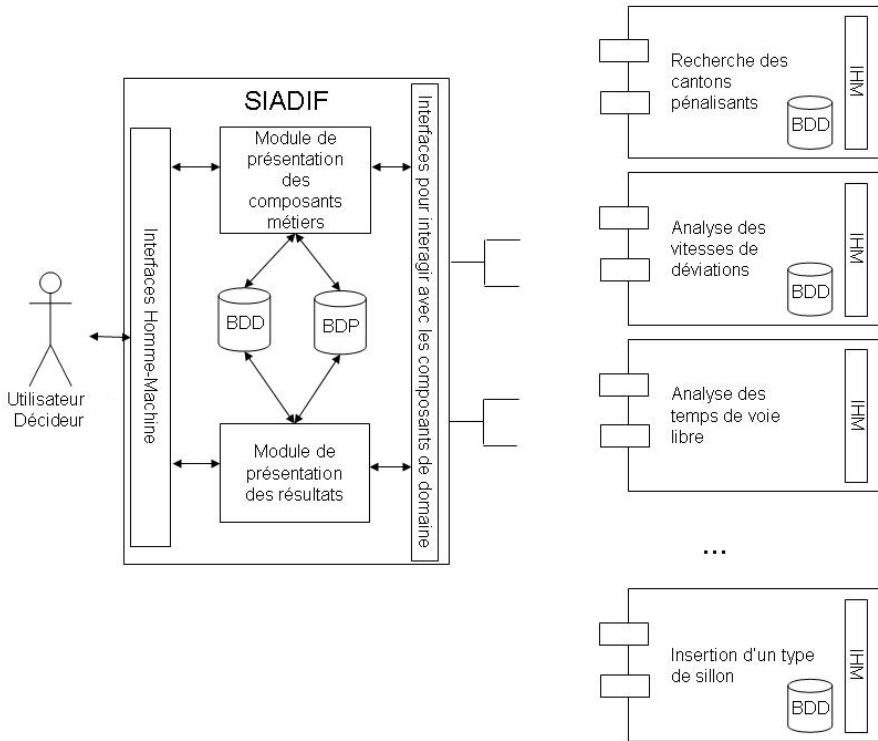 SIADIF
Utilisateur
Décideur
Interfaces Homme-Machine
Module de
présentation
des
composants
métiers
BDD
BDP
Module de
présentation
des résultats
Interfaces pour interagir avec les composants de domaine
Recherche des
cantons
pénalisants
BDD
IHM
Analyse des
vitesses de
déviations
BDD
IHM
Analyse des
temps de voie
libre
IHM
...
Insertion d'un type
de sillon
BDD
IHM